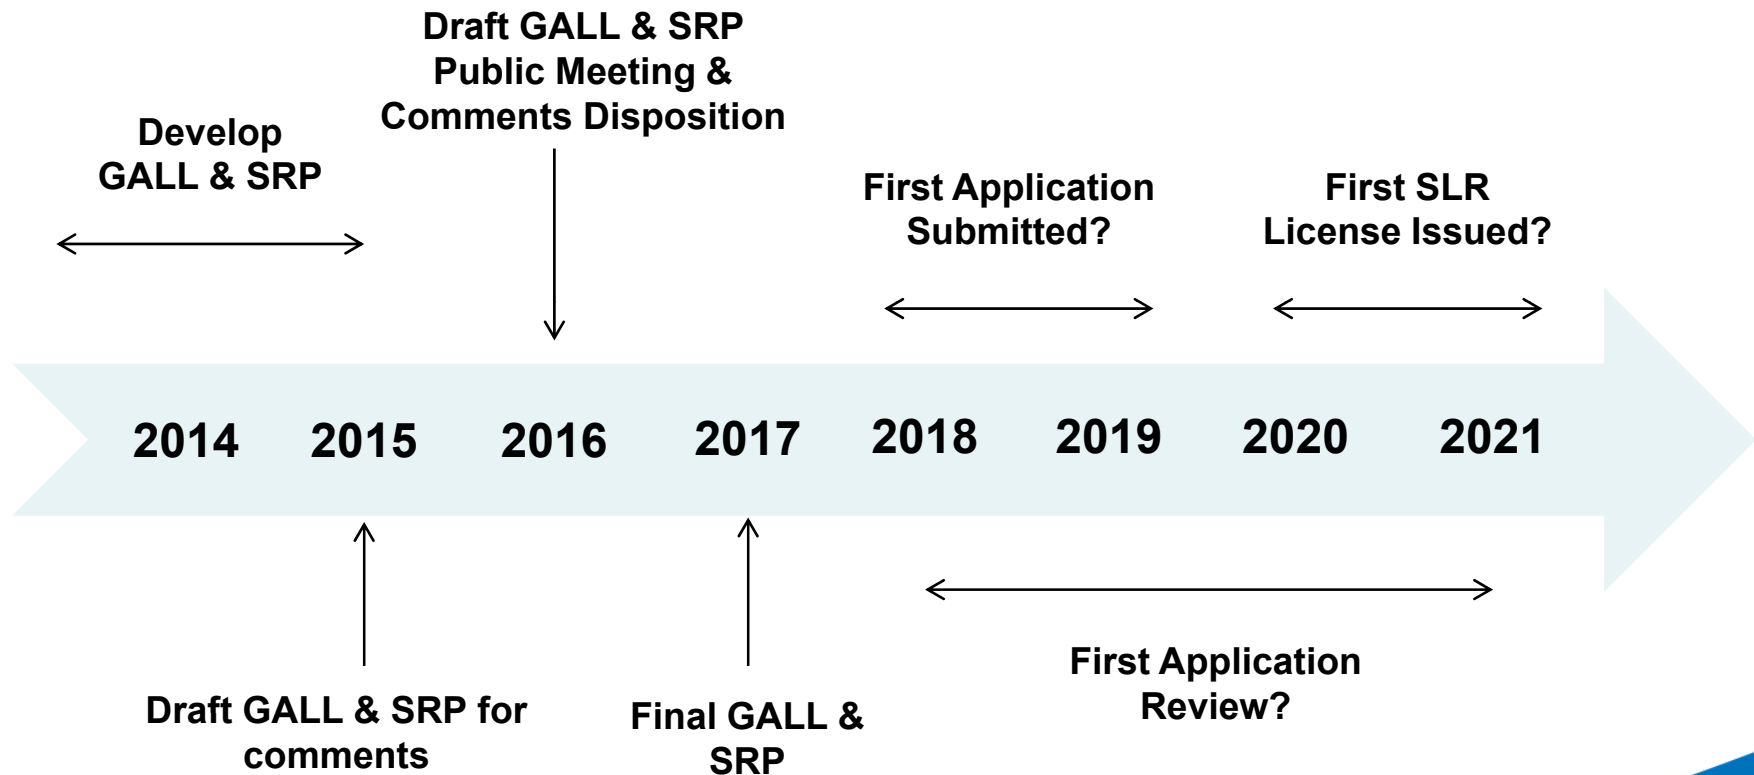 Draft GALL & SRP
Public Meeting &
Comments Disposition
Develop
GALL & SRP
First Application
Submitted?
First SLR
License Issued?
2014 2015 2016 2017 2018 2019 2020 2021
Draft GALL & SRP for
comments
Final GALL &
SRP
First Application
Review?